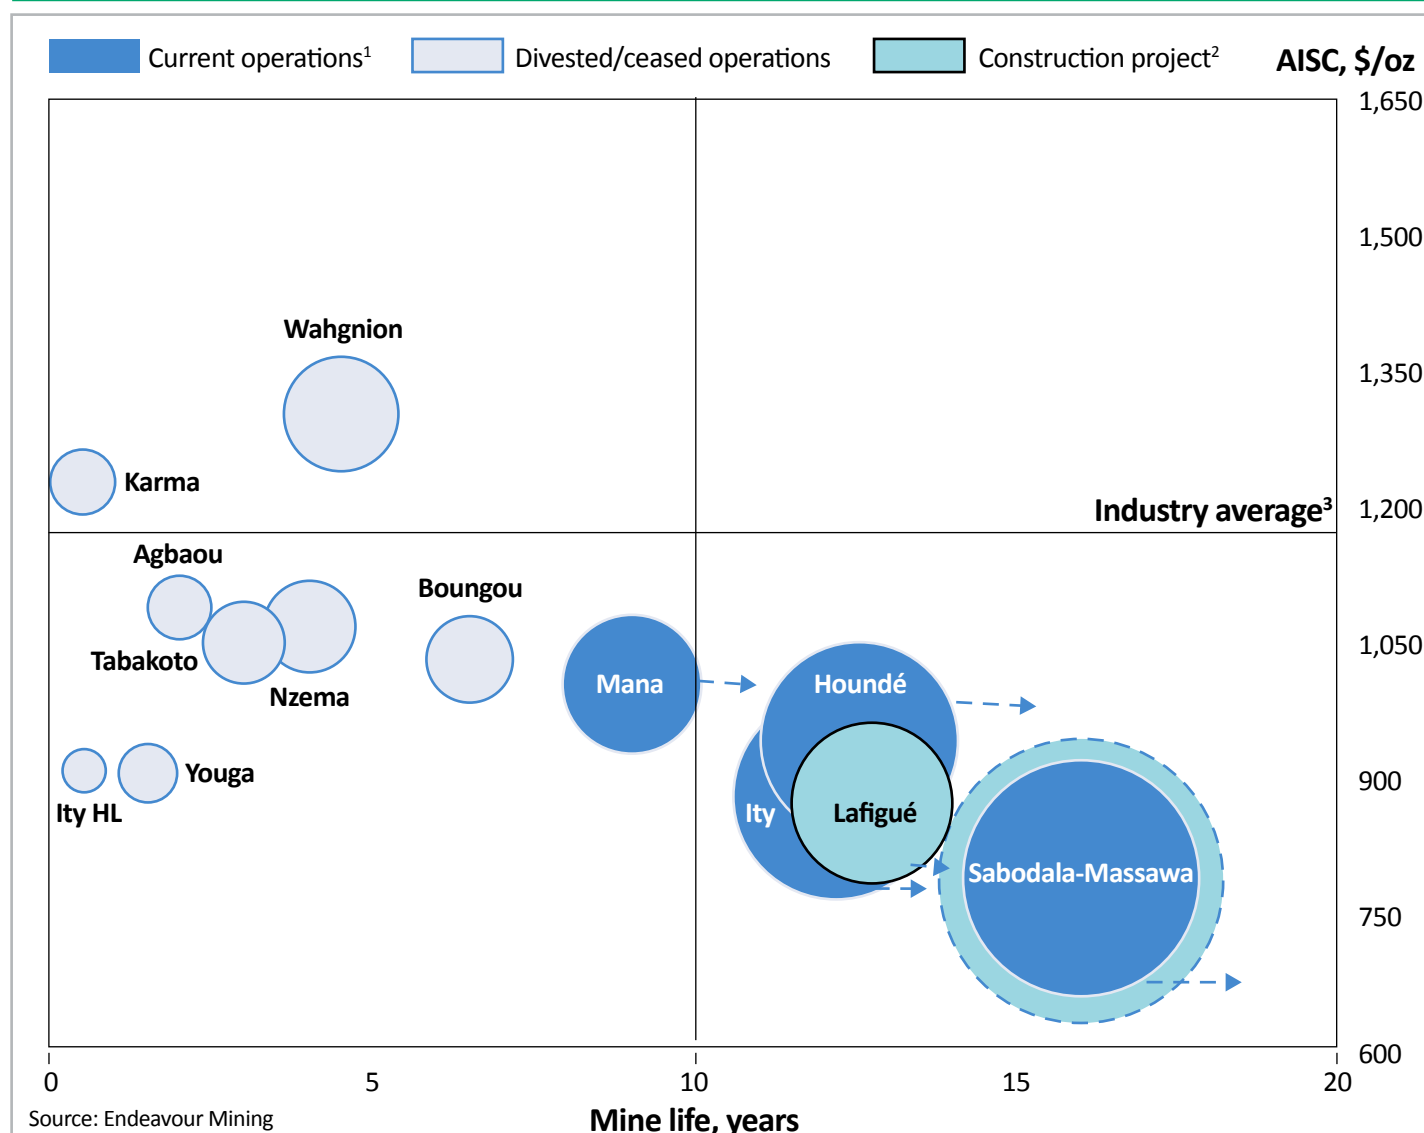 Current operations¹
Divested/ceased operations
Construction project²
AISC, $/oz
1,650
1,500
1,350
1,200
1,050
900
750
600
Wahgnion
Karma
Industry average³
Agbaou
Boungou
Tabakoto
Nzema
Mana
Houndé
Youga
Ity HL
Ity
Lafigué
Sabodala-Massawa
0
5
10
15
20
Source: Endeavour Mining
Mine life, years